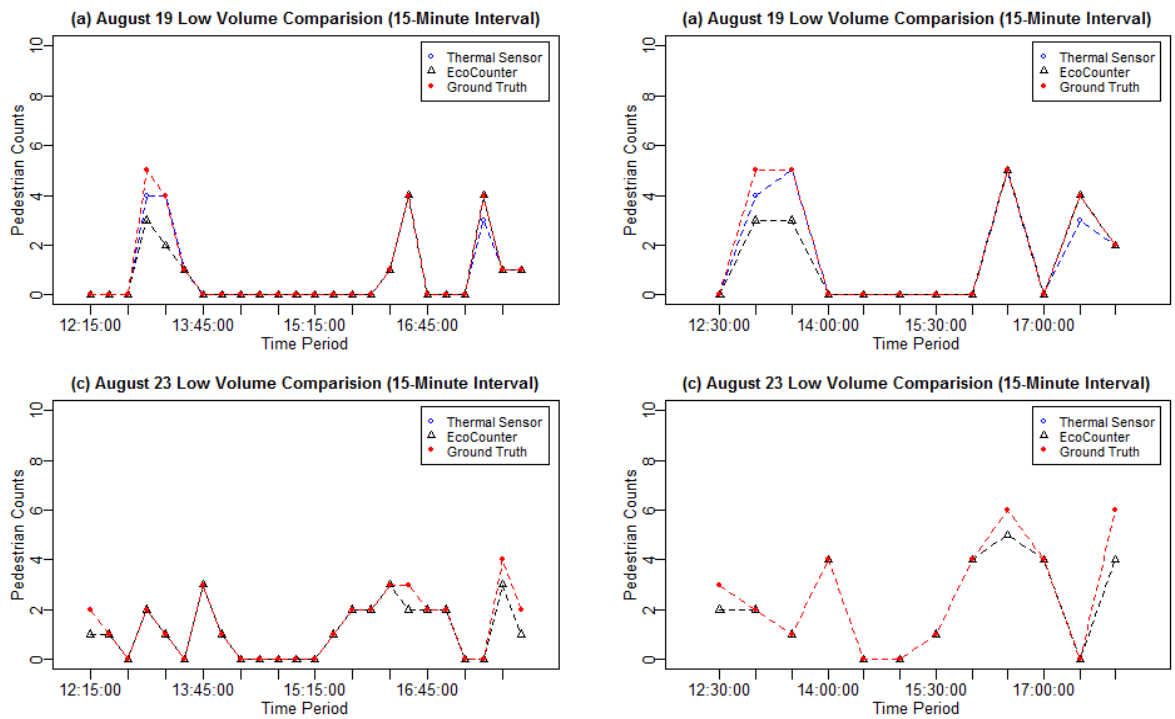 (a) August 19 Low Volume Comparision (15-Minute Interval)
Pedestrian Counts
10
8
6
4
2
0
Thermal Sensor
EcoCounter
Ground Truth
12:15:00 13:45:00 15:15:00 16:45:00
Time Period
(a) August 19 Low Volume Comparision (15-Minute Interval)
Pedestrian Counts
10
8
6
4
2
0
Thermal Sensor
EcoCounter
Ground Truth
12:30:00 14:00:00 15:30:00 17:00:00
Time Period
(c) August 23 Low Volume Comparision (15-Minute Interval)
Pedestrian Counts
10
8
6
4
2
0
Thermal Sensor
EcoCounter
Ground Truth
12:15:00 13:45:00 15:15:00 16:45:00
Time Period
(c) August 23 Low Volume Comparision (15-Minute Interval)
Pedestrian Counts
10
8
6
4
2
0
Thermal Sensor
EcoCounter
Ground Truth
12:30:00 14:00:00 15:30:00 17:00:00
Time Period